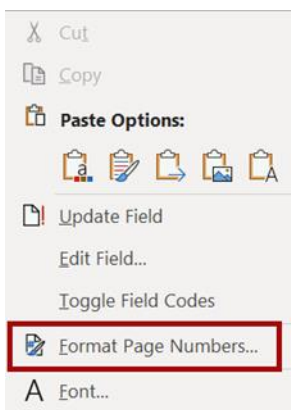 Cut
Copy
Paste Options:
Update Field
Edit Field...
Toggle Field Codes
Format Page Numbers...
Font...